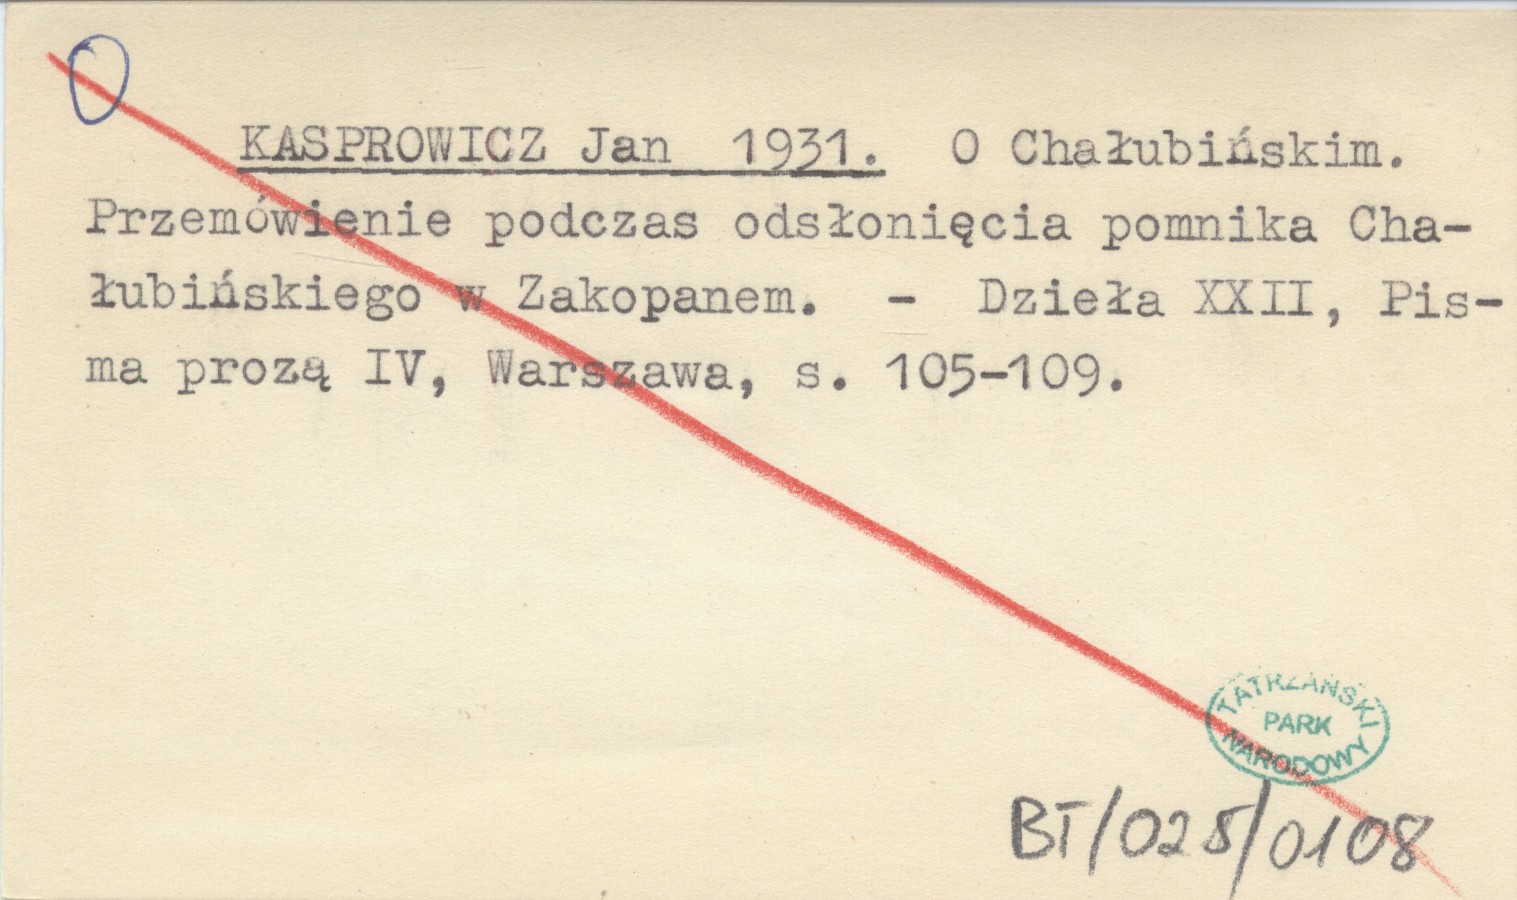 KASPROWICZ Jan 1931. O Chałubińskim.
Przemówienie podczas odsłonięcia pomnika Cha-
łubińskiego w Zakopanem. - Dzieła XXII, Pis-
ma prozą IV, Warszawa, s. 105-109.
TATRZAŃSKI
PARK
NARODOWY
BT/025/0108